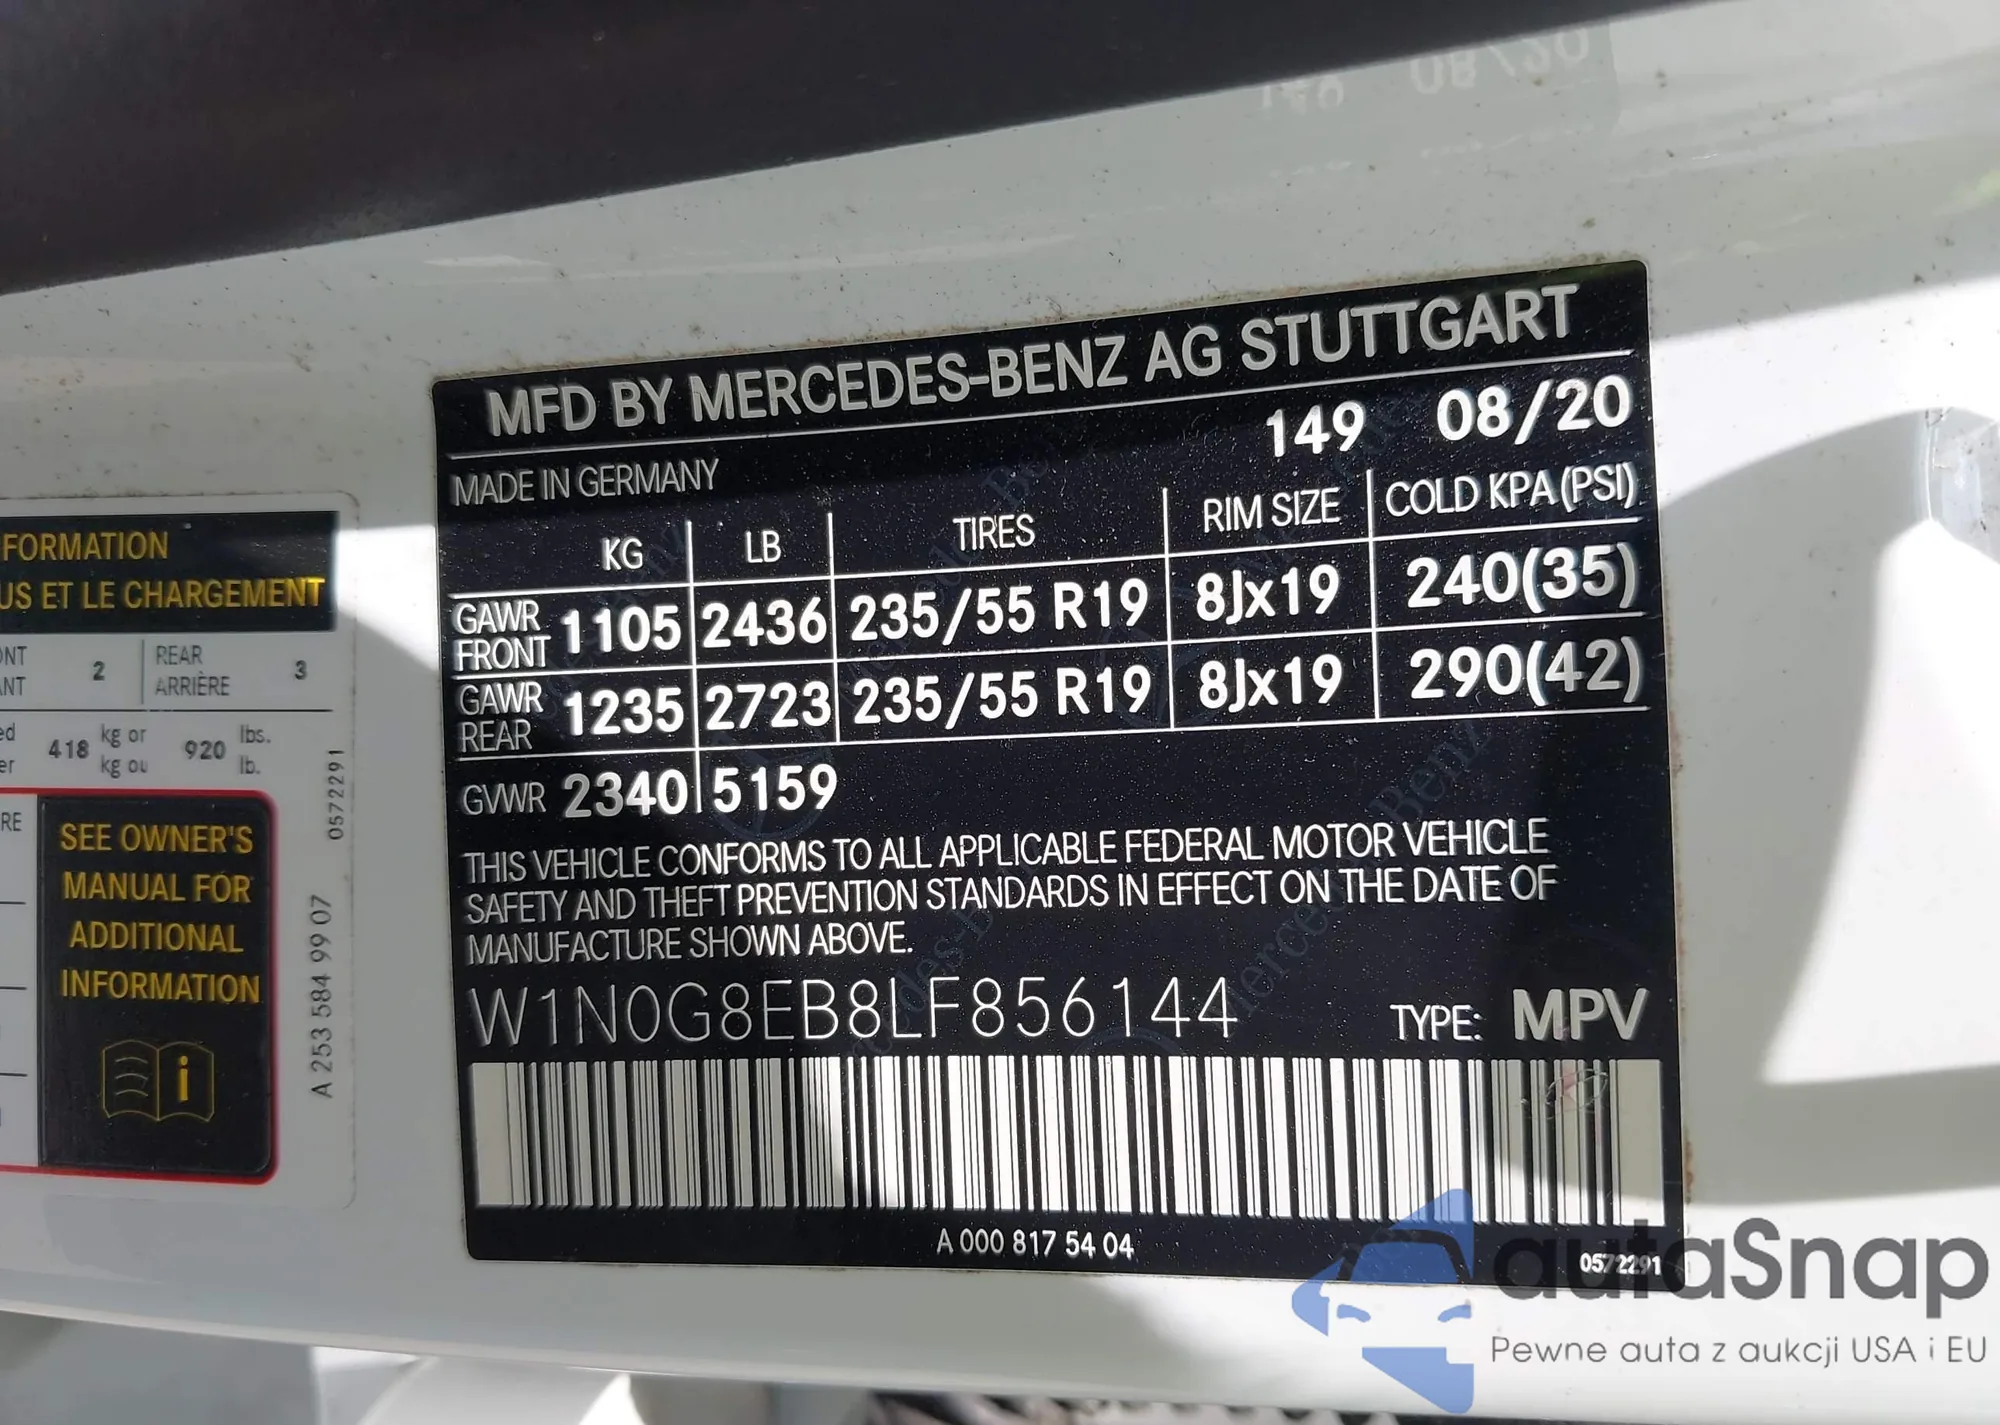 149 08/20
MFD BY MERCEDES-BENZ AG STUTTGART
149 08/20
MADE IN GERMANY
KG LB TIRES RIM SIZE COLD KPA (PSI)
GAWR FRONT 1105 2436 235/55 R19 8Jx19 240(35)
GAWR REAR 1235 2723 235/55 R19 8Jx19 290(42)
GVWR 2340 5159
THIS VEHICLE CONFORMS TO ALL APPLICABLE FEDERAL MOTOR VEHICLE
SAFETY AND THEFT PREVENTION STANDARDS IN EFFECT ON THE DATE OF
MANUFACTURE SHOWN ABOVE.
W1N0G8EB8LF856144 TYPE: MPV
A 000 817 54 04
0572291
FORMATION
US ET LE CHARGEMENT
2 REAR 3
ARRIÈRE
418 kg or 920 lbs.
kg ou lb.
SEE OWNER'S
MANUAL FOR
ADDITIONAL
INFORMATION
0572291
A 253 584 99 07
autaSnap
Pewne auta z aukcji USA i EU